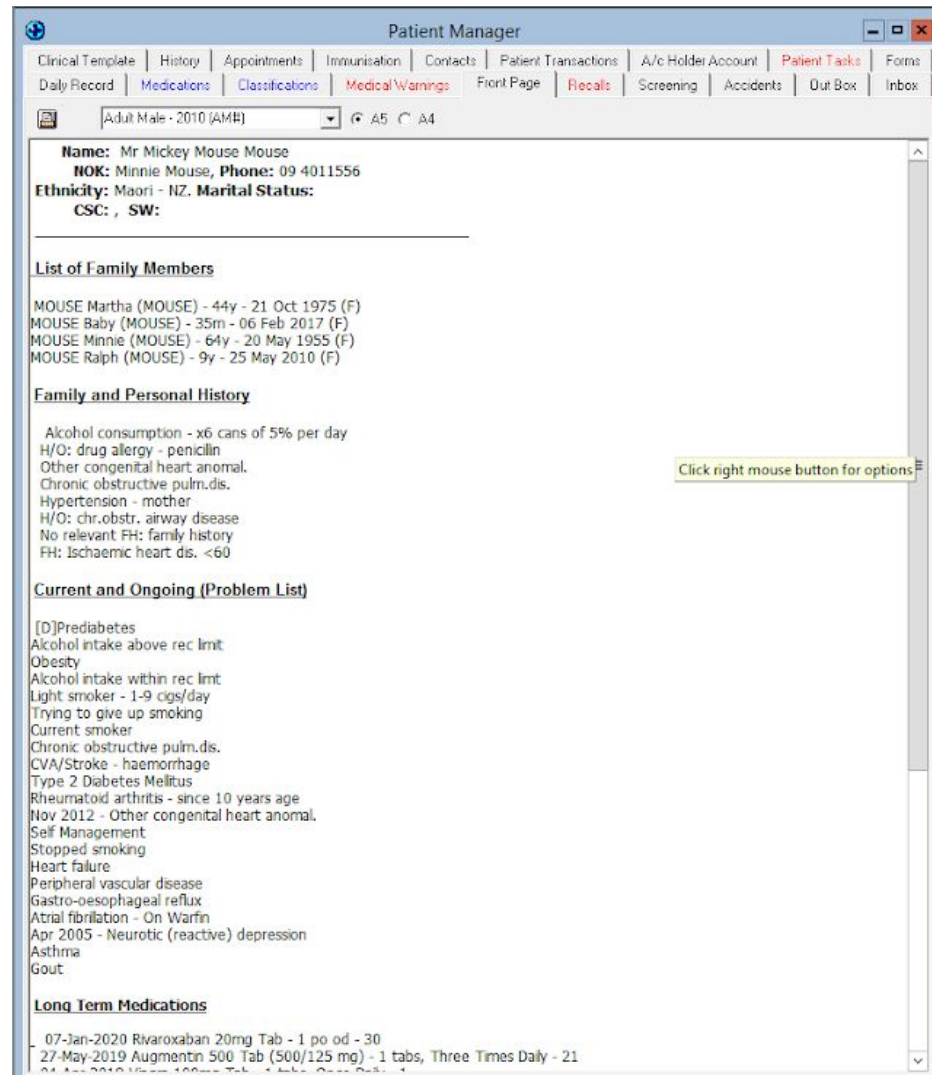 Patient Manager
Clinical Template History Appointments Immunisation Contacts Patient Transactions A/c Holder Account Patient Tasks Forms
Daily Record Medications Classifications Medical Warnings Front Page Recalls Screening Accidents Out Box Inbox
Adult Male - 2010 (AM#) A5 A4
Name: Mr Mickey Mouse Mouse
NOK: Minnie Mouse, Phone: 09 4011556
Ethnicity: Maori - NZ. Marital Status:
CSC: , SW:
List of Family Members
MOUSE Martha (MOUSE) - 44y - 21 Oct 1975 (F)
MOUSE Baby (MOUSE) - 35m - 06 Feb 2017 (F)
MOUSE Minnie (MOUSE) - 64y - 20 May 1955 (F)
MOUSE Ralph (MOUSE) - 9y - 25 May 2010 (F)
Family and Personal History
Alcohol consumption - x6 cans of 5% per day
H/O: drug allergy - penicilin
Other congenital heart anomal.
Chronic obstructive pulm.dis.
Click right mouse button for options
Hypertension - mother
H/O: chr.obstr. airway disease
No relevant FH: family history
FH: Ischaemic heart dis. <60
Current and Ongoing (Problem List)
[D]Prediabetes
Alcohol intake above rec limt
Obesity
Alcohol intake within rec limt
Light smoker - 1-9 cigs/day
Trying to give up smoking
Current smoker
Chronic obstructive pulm.dis.
CVA/Stroke - haemorrhage
Type 2 Diabetes Mellitus
Rheumatoid arthritis - since 10 years age
Nov 2012 - Other congenital heart anomal.
Self Management
Stopped smoking
Heart failure
Peripheral vascular disease
Gastro-oesophageal reflux
Atrial fibrilation - On Warfin
Apr 2005 - Neurotic (reactive) depression
Asthma
Gout
Long Term Medications
07-Jan-2020 Rivaroxaban 20mg Tab - 1 po od - 30
27-May-2019 Augmentin 500 Tab (500/125 mg) - 1 tabs, Three Times Daily - 21